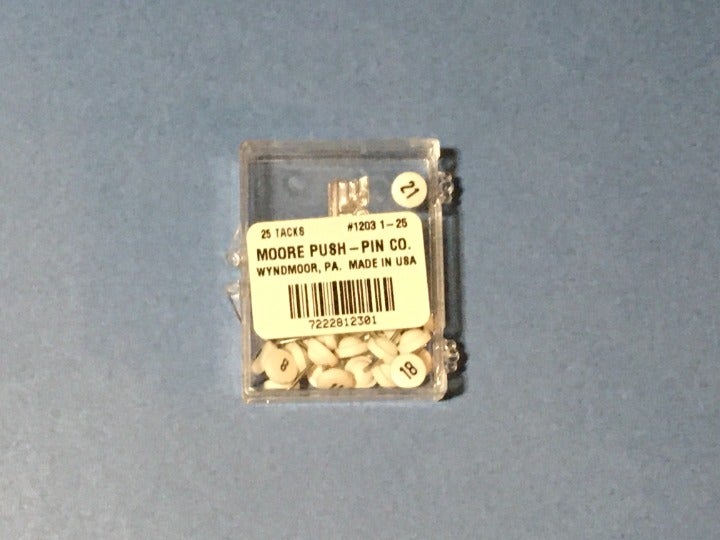 21
25 TACKS #1203 1-25
MOORE PUSH-PIN CO.
WYNDMOOR, PA. MADE IN USA
7222812301
8
18